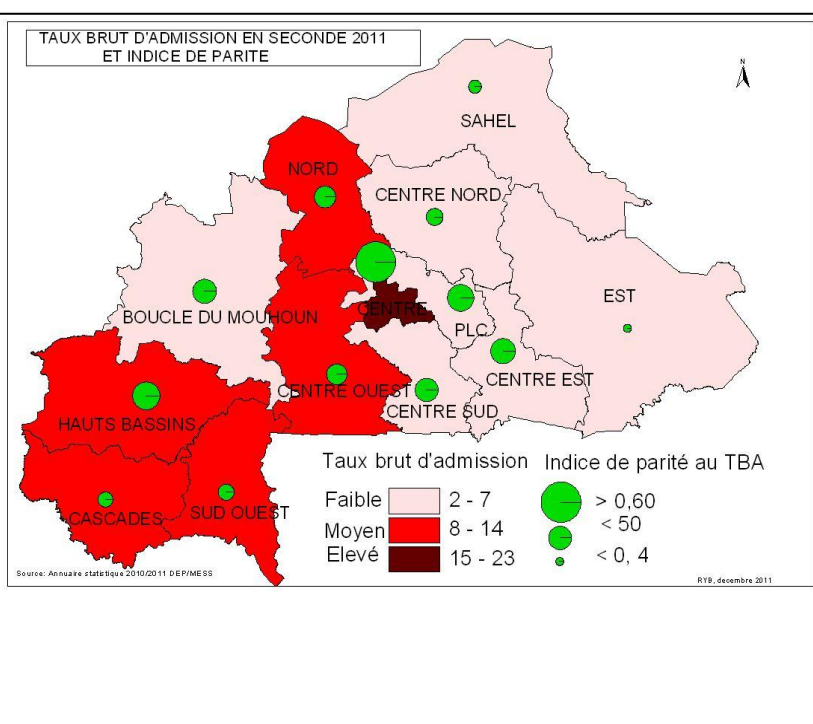 TAUX BRUT D'ADMISSION EN SECONDE 2011
ET INDICE DE PARITE
SAHEL
NORD
CENTRE NORD
EST
BOUCLE DU MOUHOUN
CENTRE
PLC
CENTRE EST
CENTRE OUEST
CENTRE SUD
HAUTS BASSINS
CASCADES
SUD OUEST
Taux brut d'admission
Faible 2 - 7
Moyen 8 - 14
Elevé 15 - 23
Indice de parité au TBA
> 0,60
< 50
< 0, 4
Source: Annuaire statistique 2010/2011 DEP/MESS
RYB, decembre 2011